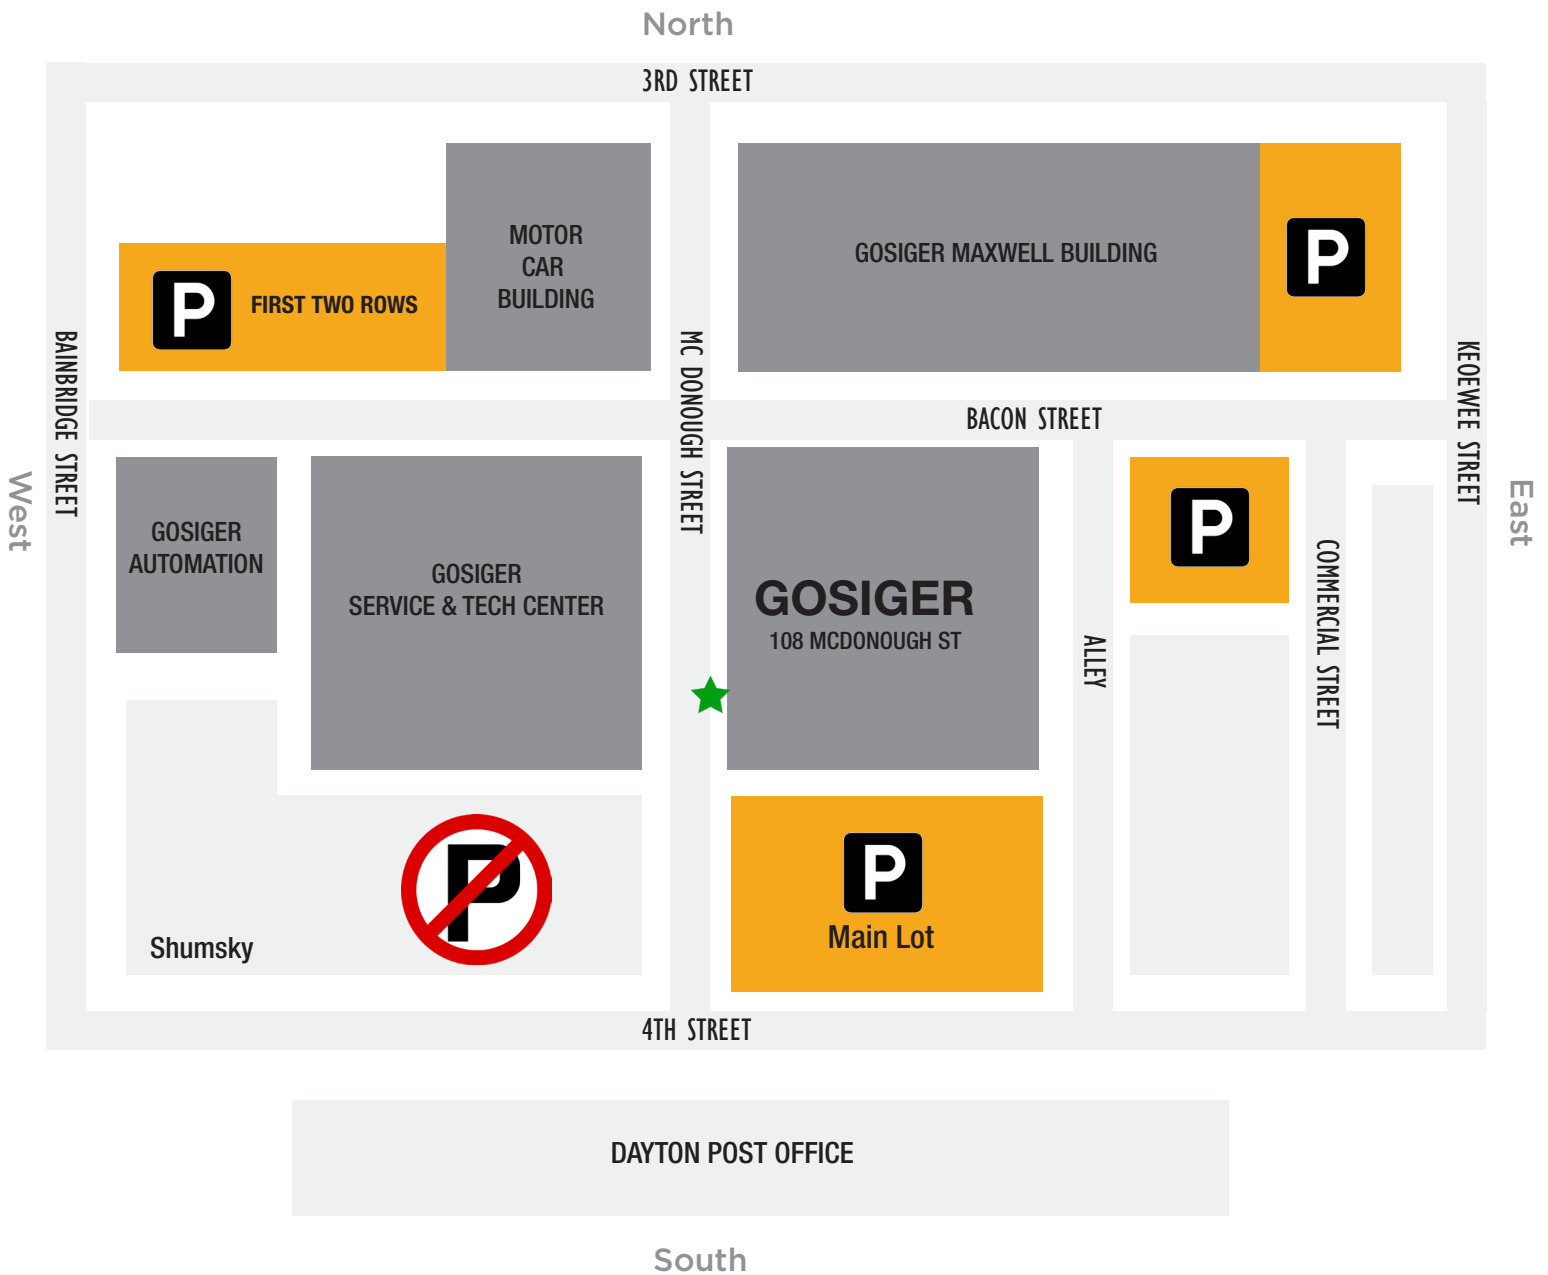 North
3RD STREET
MOTOR
CAR
BUILDING
GOSIGER MAXWELL BUILDING
P
P
FIRST TWO ROWS
BAINBRIDGE STREET
MC DONOUGH STREET
KEOEWEE STREET
BACON STREET
West
East
GOSIGER
AUTOMATION
GOSIGER
SERVICE & TECH CENTER
GOSIGER
108 MCDONOUGH ST
P
ALLEY
COMMERCIAL STREET
P
Shumsky
P
Main Lot
4TH STREET
DAYTON POST OFFICE
South